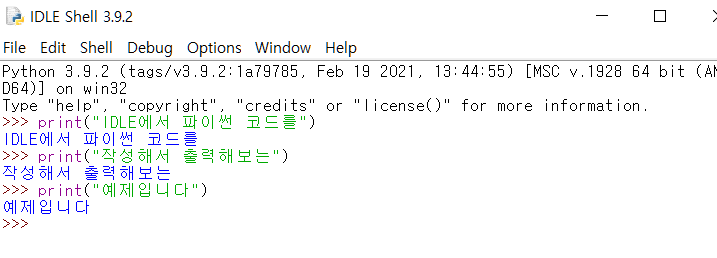 IDLE Shell 3.9.2
File Edit Shell Debug Options Window Help
Python 3.9.2 (tags/v3.9.2:1a79785, Feb 19 2021, 13:44:55) [MSC v.1928 64 bit (AM
D64)] on win32
Type "help", "copyright", "credits" or "license()" for more information.
>>> print("IDLE에서 파이썬 코드를")
IDLE에서 파이썬 코드를
>>> print("작성해서 출력해보는")
작성해서 출력해보는
>>> print("예제입니다")
예제입니다
>>>